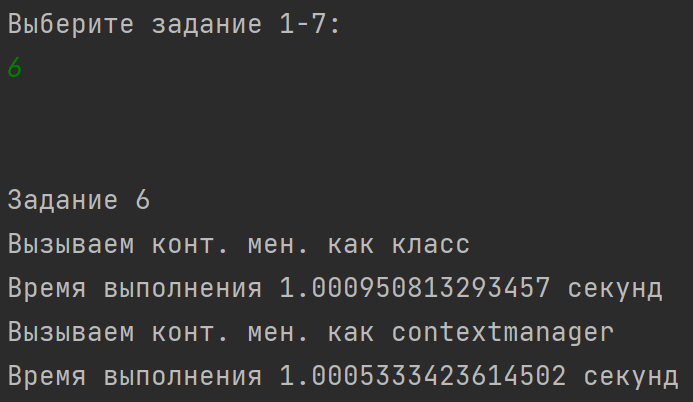 Выберите задание 1-7:
6
Задание 6
Вызываем конт. мен. как класс
Время выполнения 1.000950813293457 секунд
Вызываем конт. мен. как contextmanager
Время выполнения 1.0005333423614502 секунд